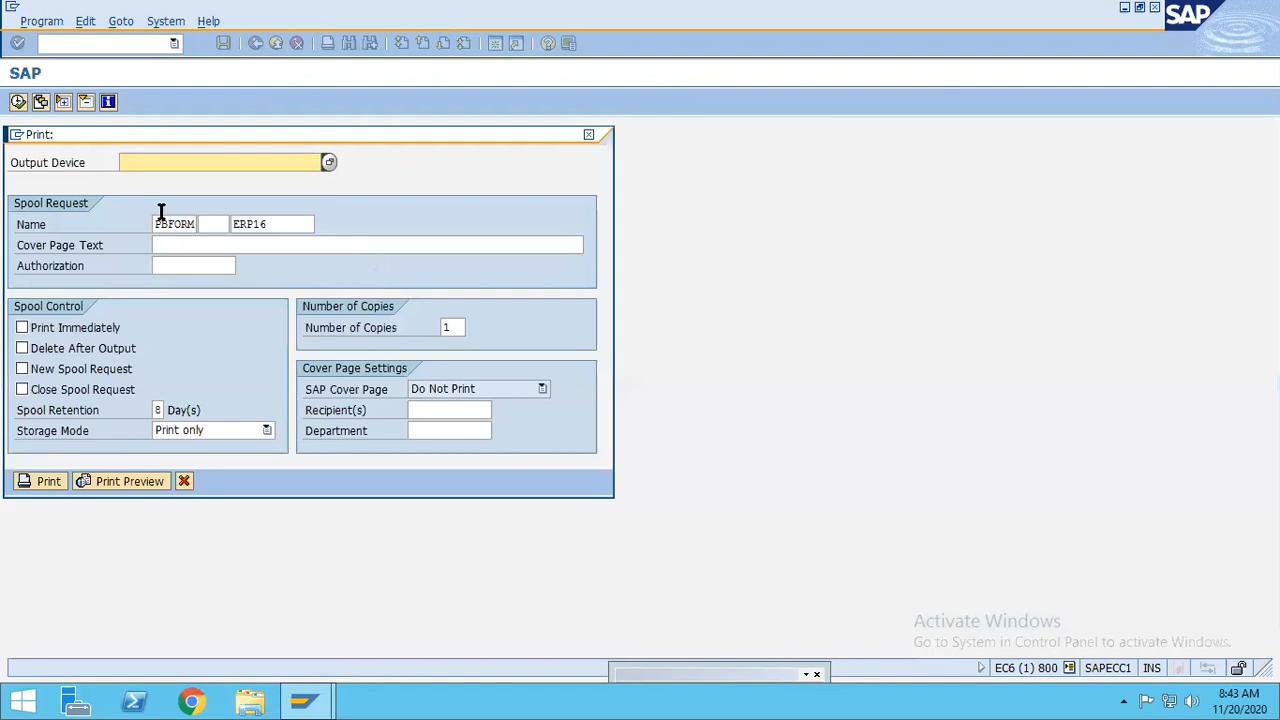 Program Edit Goto System Help
SAP
SAP
Print:
Output Device
Spool Request
Name PBFORM ERP16
Cover Page Text
Authorization
Spool Control
Print Immediately
Delete After Output
New Spool Request
Close Spool Request
Spool Retention 8 Day(s)
Storage Mode Print only
Number of Copies
Number of Copies 1
Cover Page Settings
SAP Cover Page Do Not Print
Recipient(s)
Department
Print Print Preview
Activate Windows
Go to System in Control Panel to activate Windows.
EC6 (1) 800 SAPECC1 INS
8:43 AM
11/20/2020